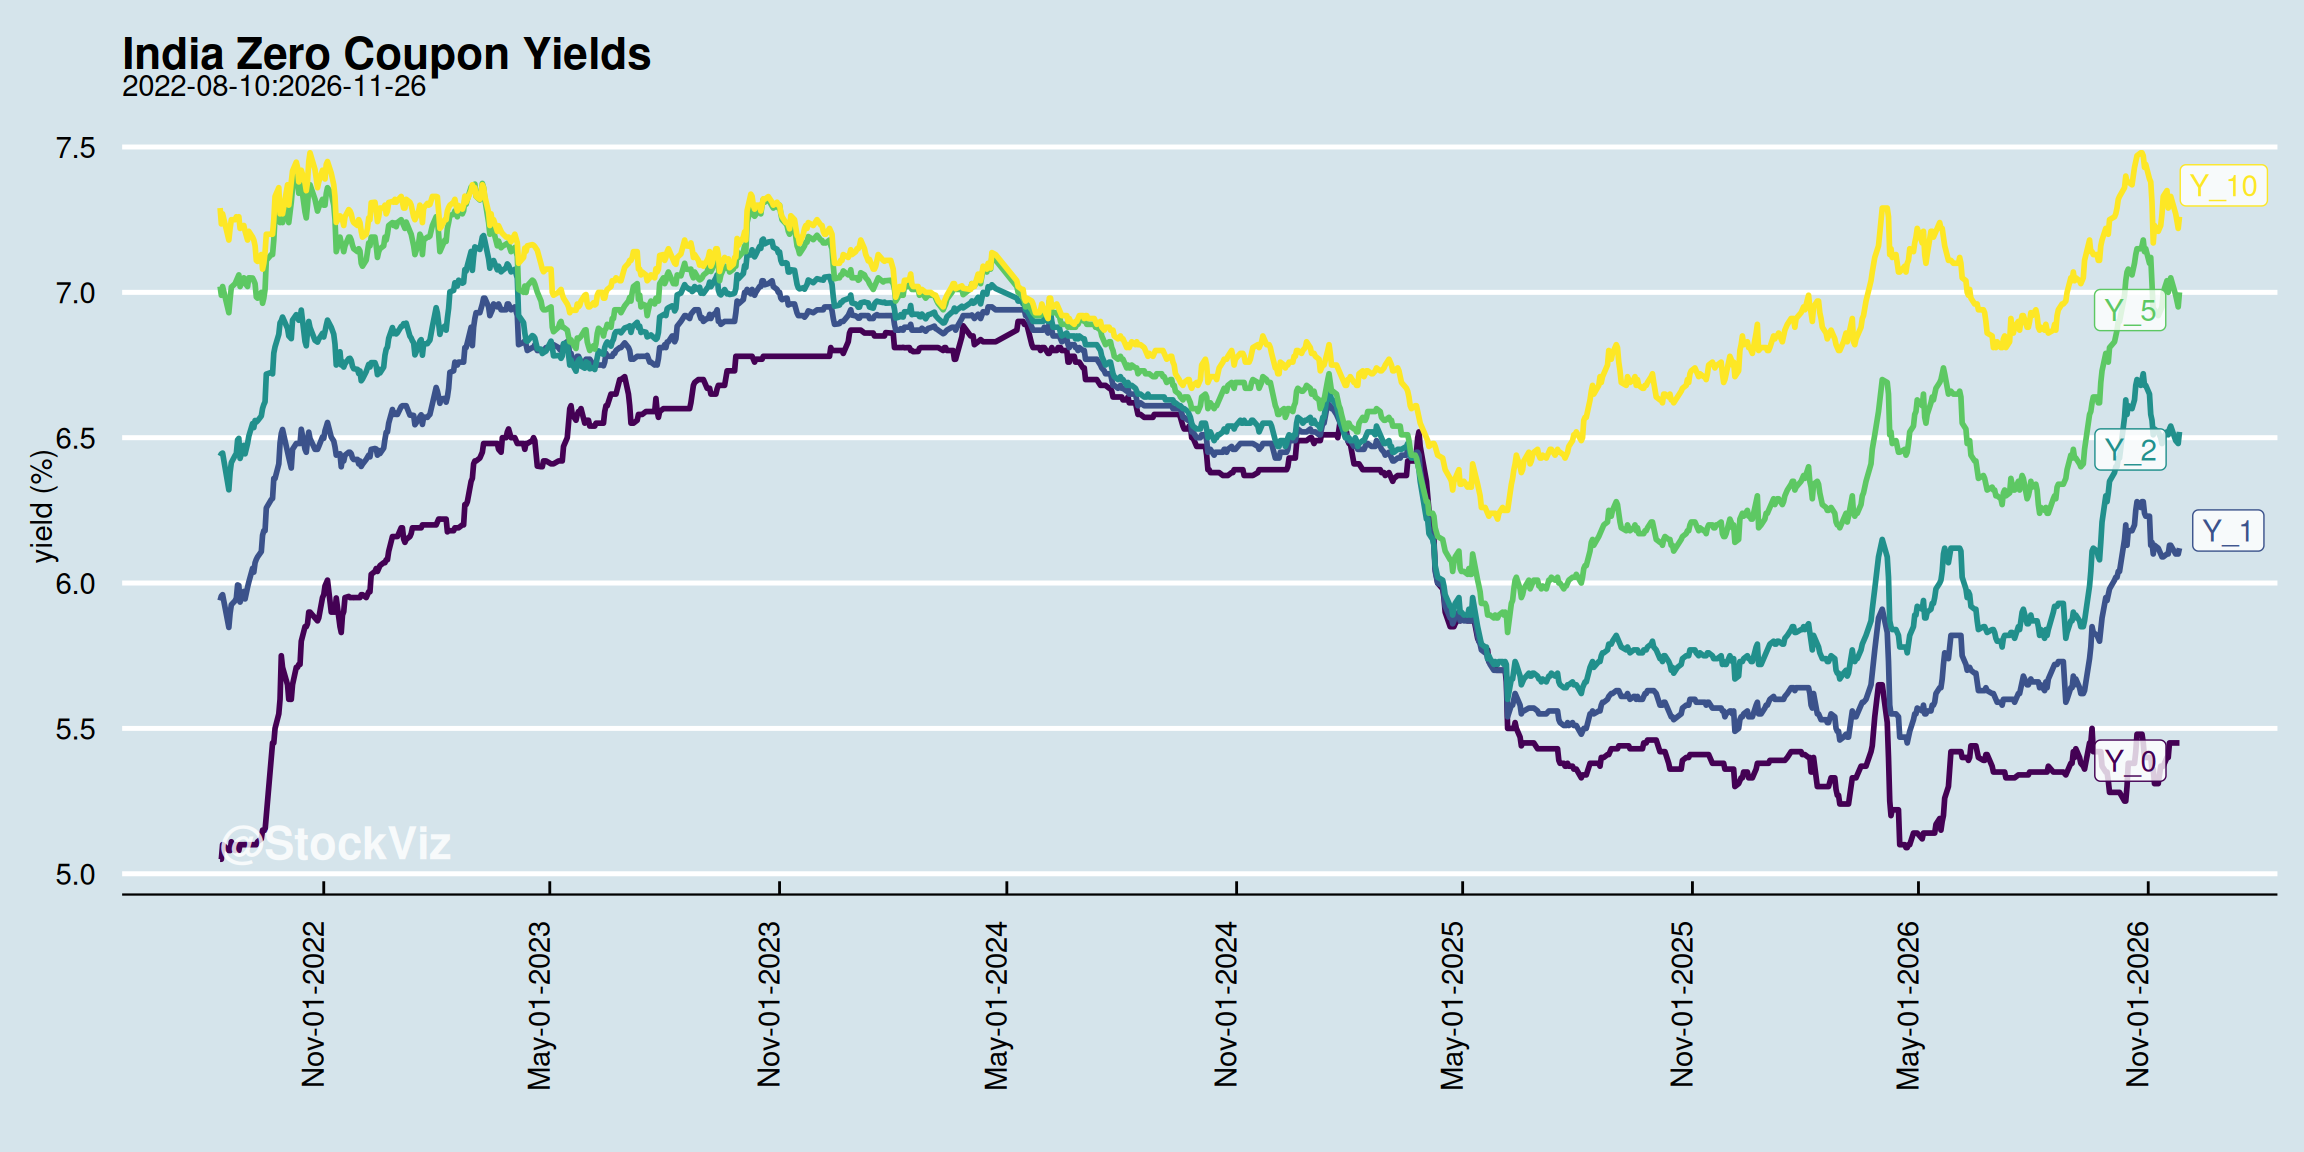 India Zero Coupon Yields
2022-08-10:2026-11-26
7.5
7.0
6.5
6.0
5.5
5.0
yield (%)
Y_10
Y_5
Y_2
Y_1
Y_0
@StockViz
Nov-01-2022
May-01-2023
Nov-01-2023
May-01-2024
Nov-01-2024
May-01-2025
Nov-01-2025
May-01-2026
Nov-01-2026